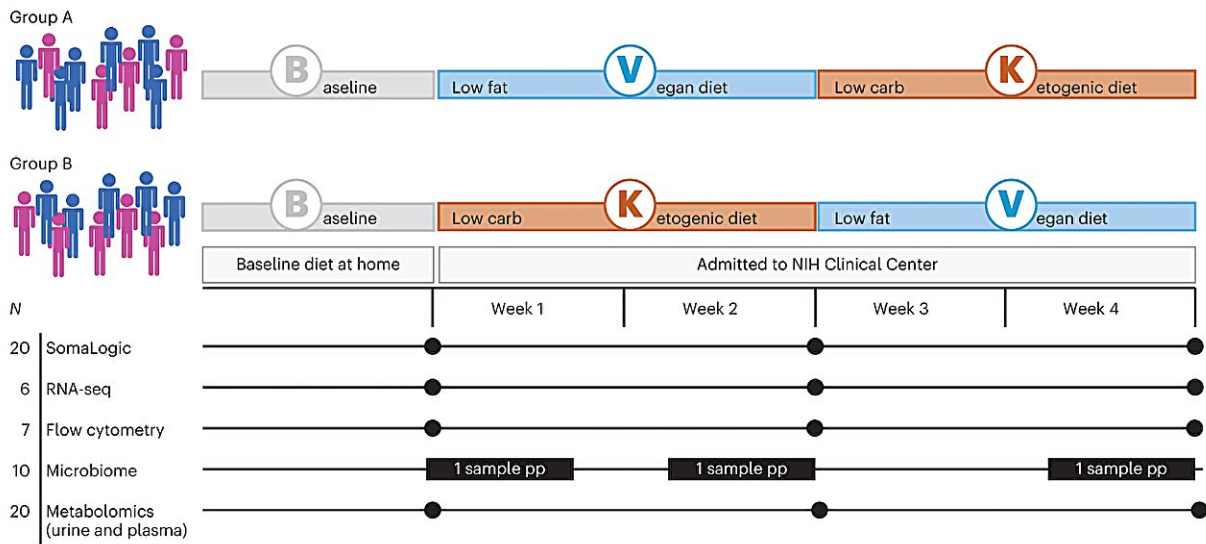 Group A
B aseline Low fat V egan diet Low carb K etogenic diet
Group B
B aseline Low carb K etogenic diet Low fat V egan diet
Baseline diet at home Admitted to NIH Clinical Center
N Week 1 Week 2 Week 3 Week 4
20 SomaLogic
6 RNA-seq
7 Flow cytometry
10 Microbiome 1 sample pp 1 sample pp 1 sample pp
20 Metabolomics
(urine and plasma)